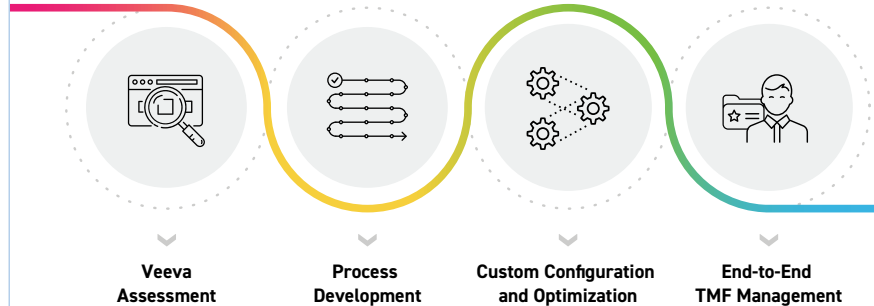 Veeva
Assessment
Process
Development
Custom Configuration
and Optimization
End-to-End
TMF Management